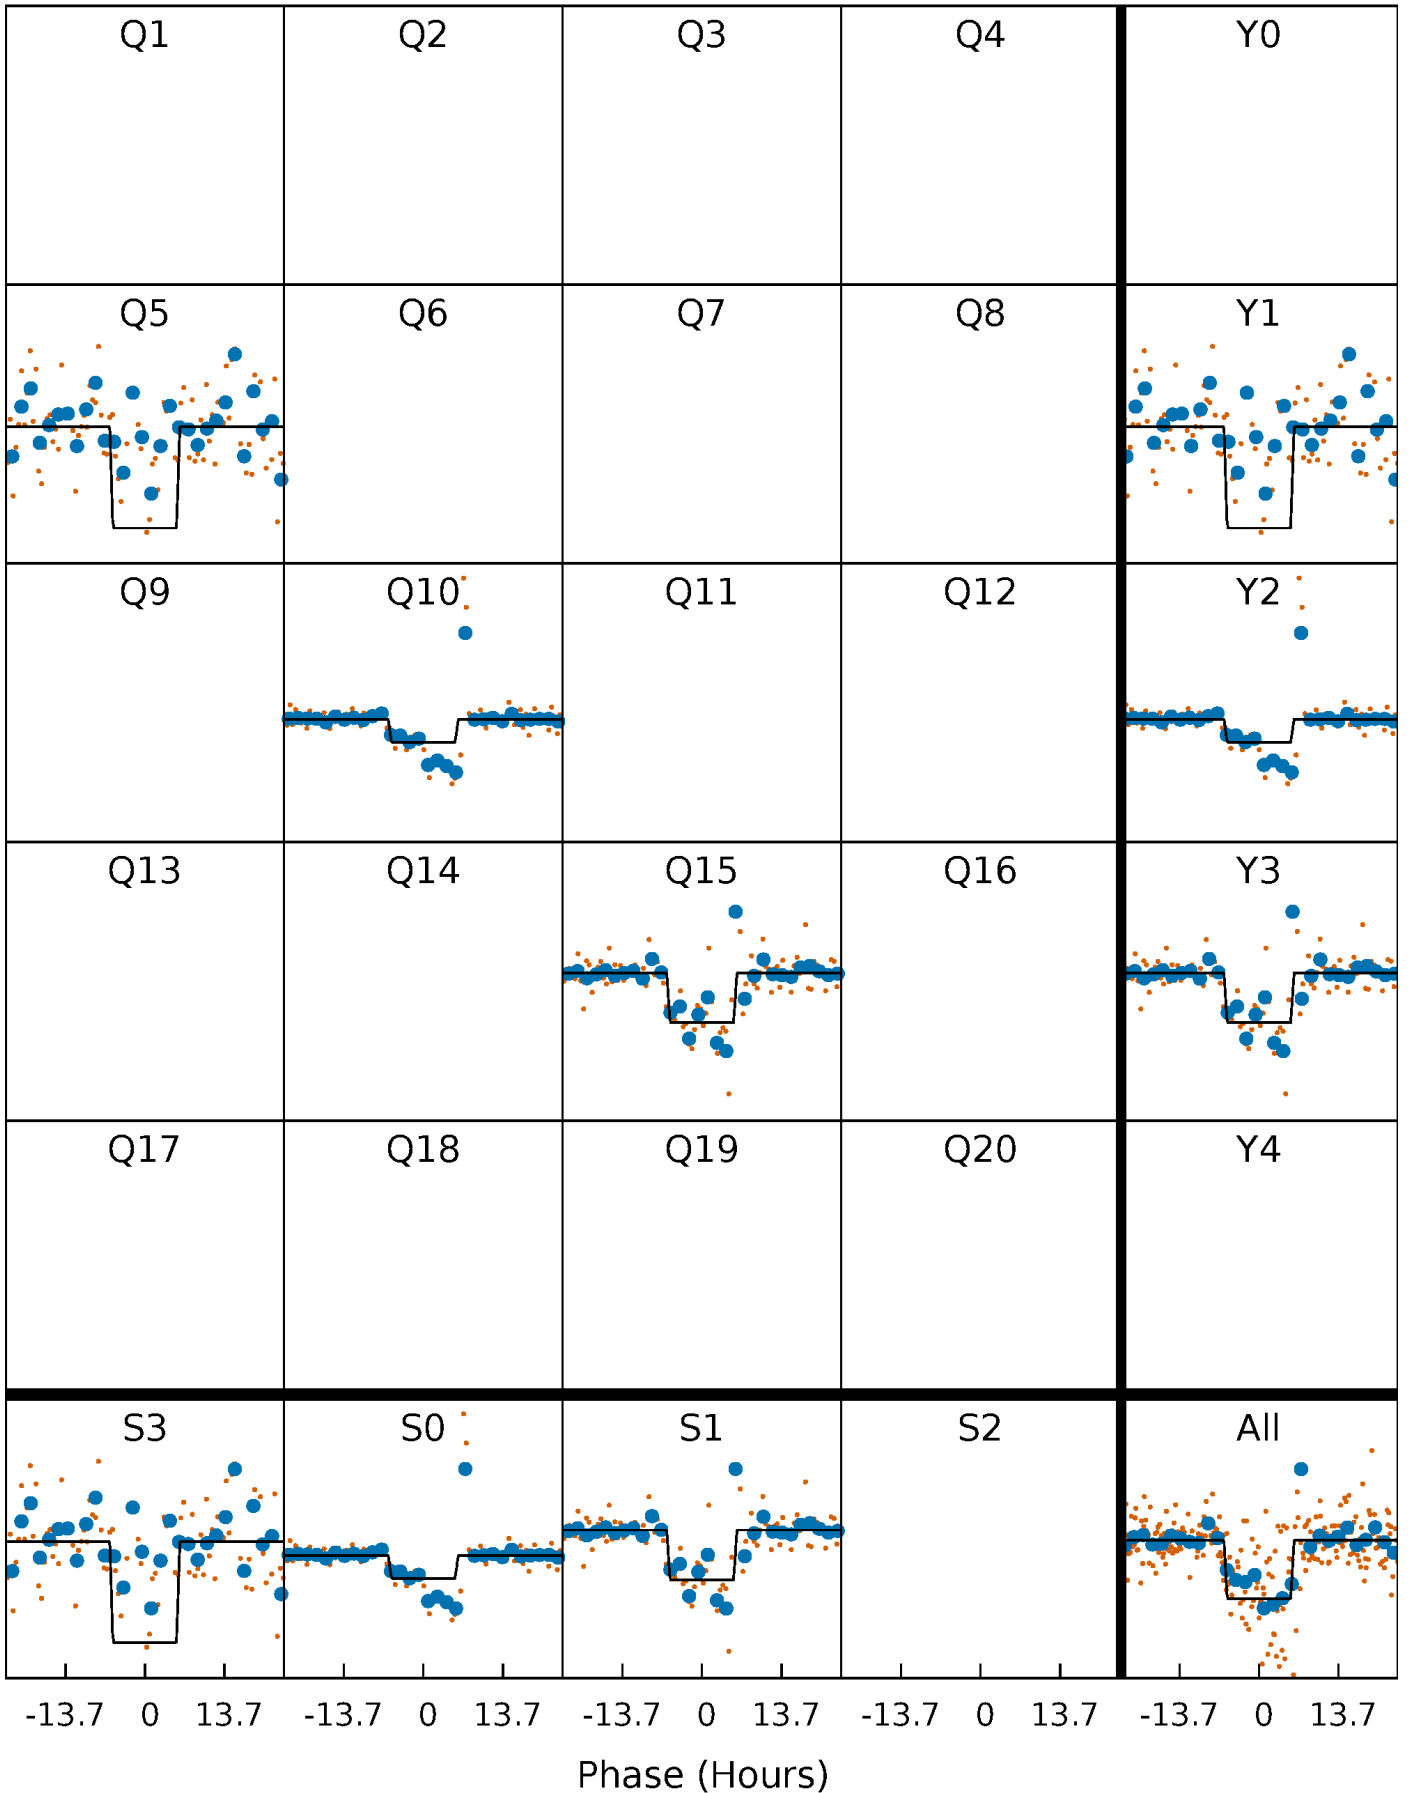 Q1 Q2 Q3 Q4 Y0
Q5 Q6 Q7 Q8 Y1
Q9 Q10 Q11 Q12 Y2
Q13 Q14 Q15 Q16 Y3
Q17 Q18 Q19 Q20 Y4
S3 S0 S1 S2 All
-13.7 0 13.7 -13.7 0 13.7 -13.7 0 13.7 -13.7 0 13.7 -13.7 0 13.7
Phase (Hours)